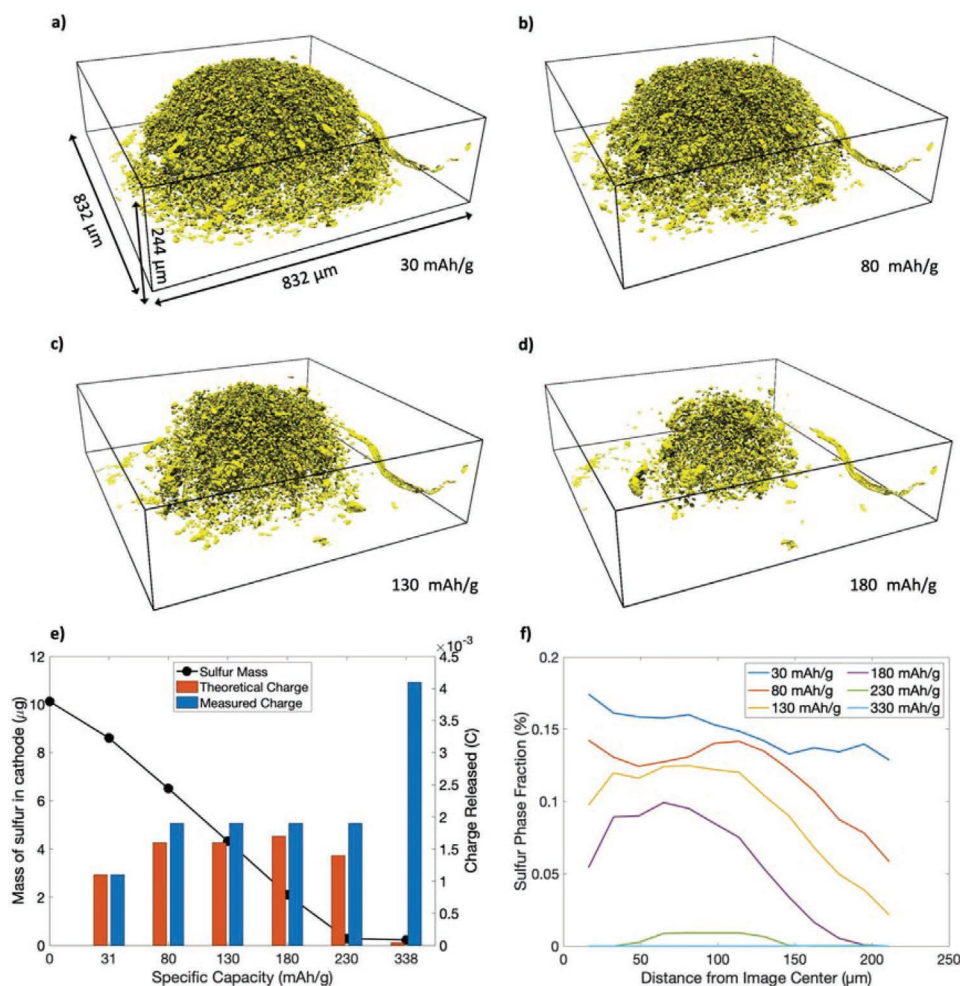 a)
b)
832 μm
244 μm
832 μm
30 mAh/g
80 mAh/g
c)
d)
130 mAh/g
180 mAh/g
e)
×10⁻³
12
10
8
6
4
2
0
Mass of sulfur in cathode (μg)
Sulfur Mass
Theoretical Charge
Measured Charge
4.5
4
3.5
3
2.5
2
1.5
1
0.5
0
Charge Released (C)
0 31 80 130 180 230 338
Specific Capacity (mAh/g)
f)
0.2
0.15
0.1
0.05
0
Sulfur Phase Fraction (%)
30 mAh/g 180 mAh/g
80 mAh/g 230 mAh/g
130 mAh/g 330 mAh/g
0 50 100 150 200 250
Distance from Image Center (μm)